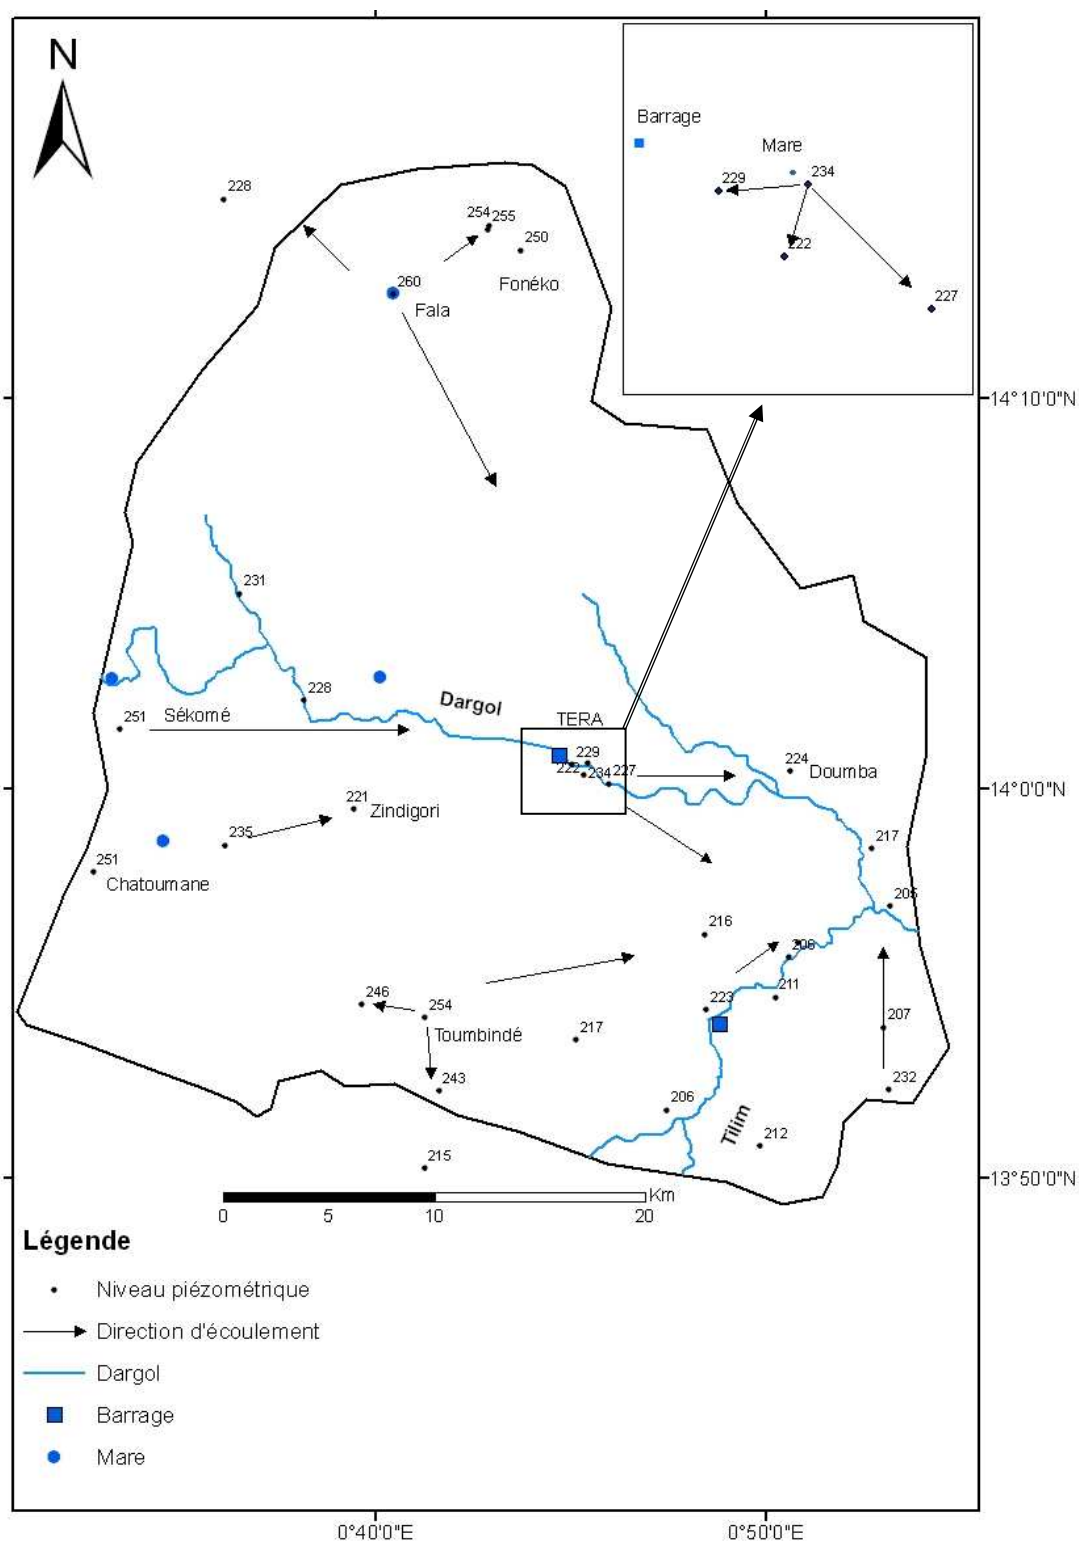 N
Barrage
Mare
229
234
222
227
228
254
255
250
Fonéko
260
Fala
14°10'0"N
231
228
Dargol
251
Sékomé
TERA
229
222
234
227
224
Doumba
14°0'0"N
221
Zindigori
235
217
251
Chatoumane
205
216
206
246
254
Toumbindé
223
211
217
207
243
232
206
Tilim
212
215
13°50'0"N
Km
0
5
10
20
Légende
Niveau piézométrique
Direction d'écoulement
Dargol
Barrage
Mare
0°40'0"E
0°50'0"E